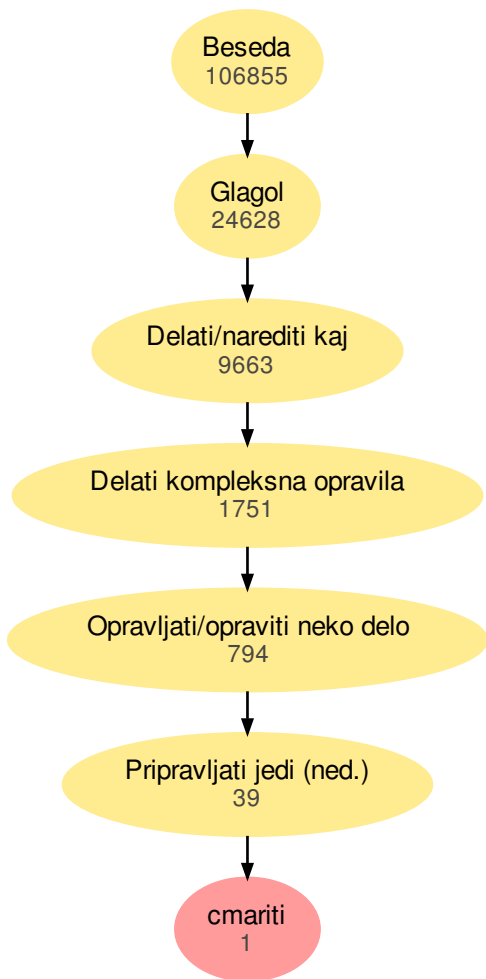 Beseda
106855
Glagol
24628
Delati/narediti kaj
9663
Delati kompleksna opravila
1751
Opravljati/opraviti neko delo
794
Pripravljati jedi (ned.)
39
cmariti
1